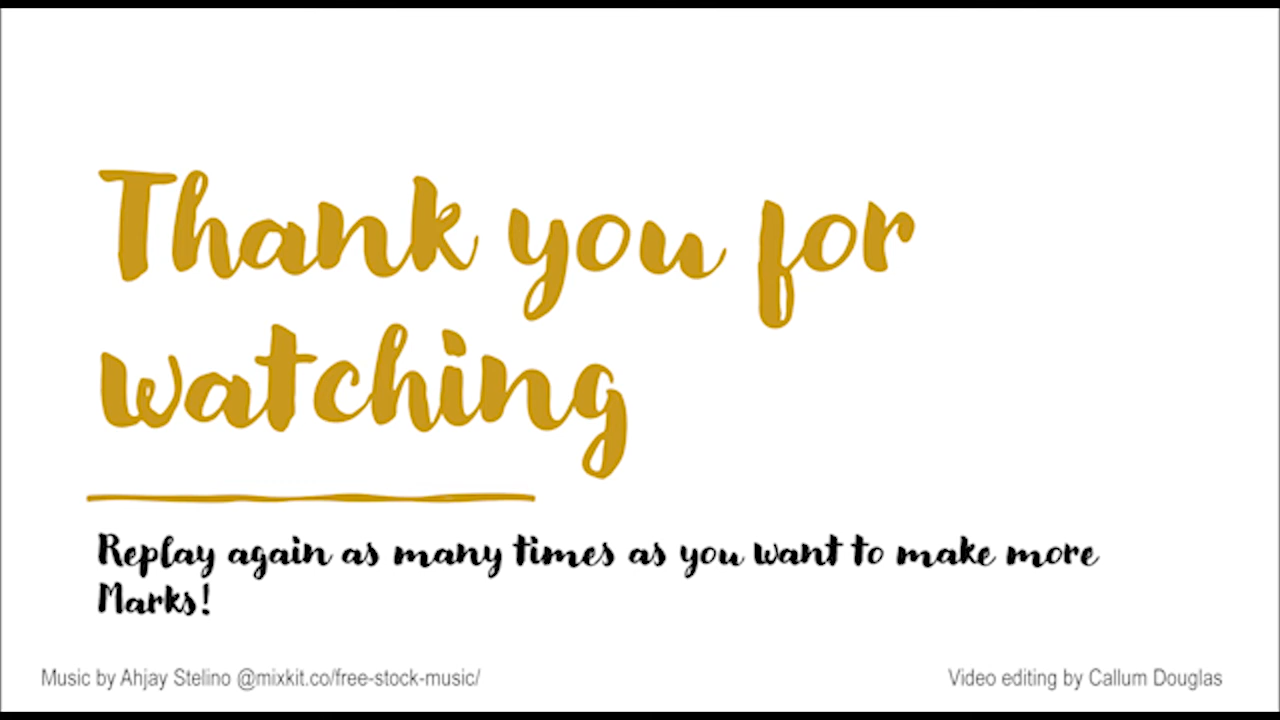 Thank you for
watching
Replay again as many times as you want to make more
Marks!
Music by Ahjay Stelino @mixkit.co/free-stock-music/
Video editing by Callum Douglas